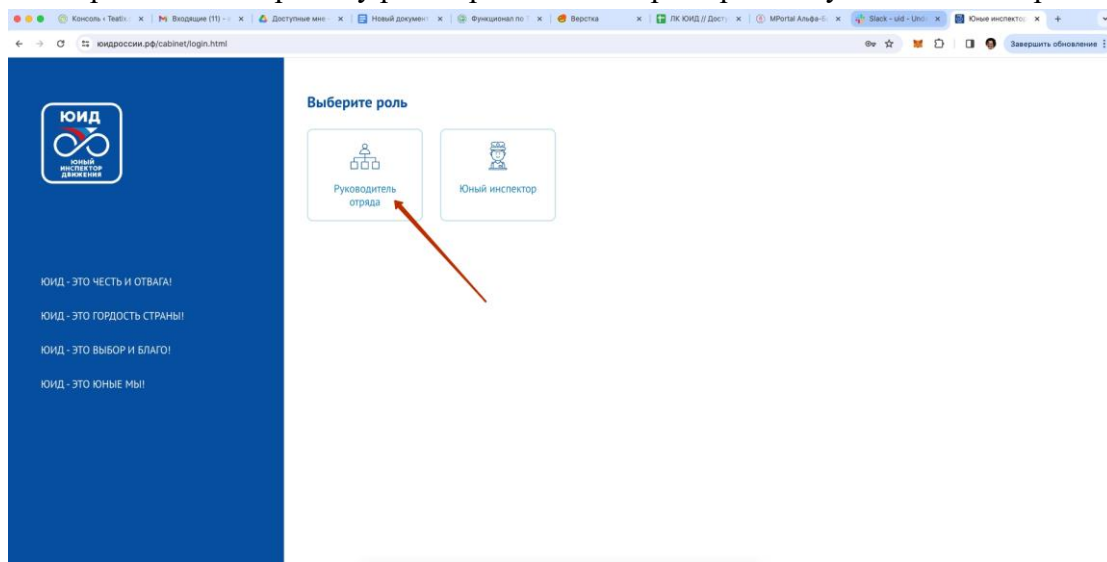 Консоль ‹ Teatis
Входящие (11) -
Доступные мне -
Новый документ
Функционал по
Верстка
ЛК ЮИД // Досту
MPortal Альфа-Б
Slack - uid - Und
Юные инспекто
юидроссии.рф/cabinet/login.html
Завершить обновление
ЮИД
ЮНЫЙ
ИНСПЕКТОР
ДВИЖЕНИЯ
ЮИД - ЭТО ЧЕСТЬ И ОТВАГА!
ЮИД - ЭТО ГОРДОСТЬ СТРАНЫ!
ЮИД - ЭТО ВЫБОР И БЛАГО!
ЮИД - ЭТО ЮНЫЕ МЫ!
Выберите роль
Руководитель
отряда
Юный инспектор